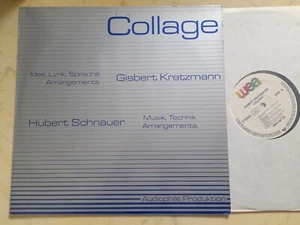 Collage
Idee, Lyrik, Sprache
Arrangements
Gisbert Kratzmann
Hubert Schnauer
Musik, Technik
Arrangements
Audiophile Produktion
wea